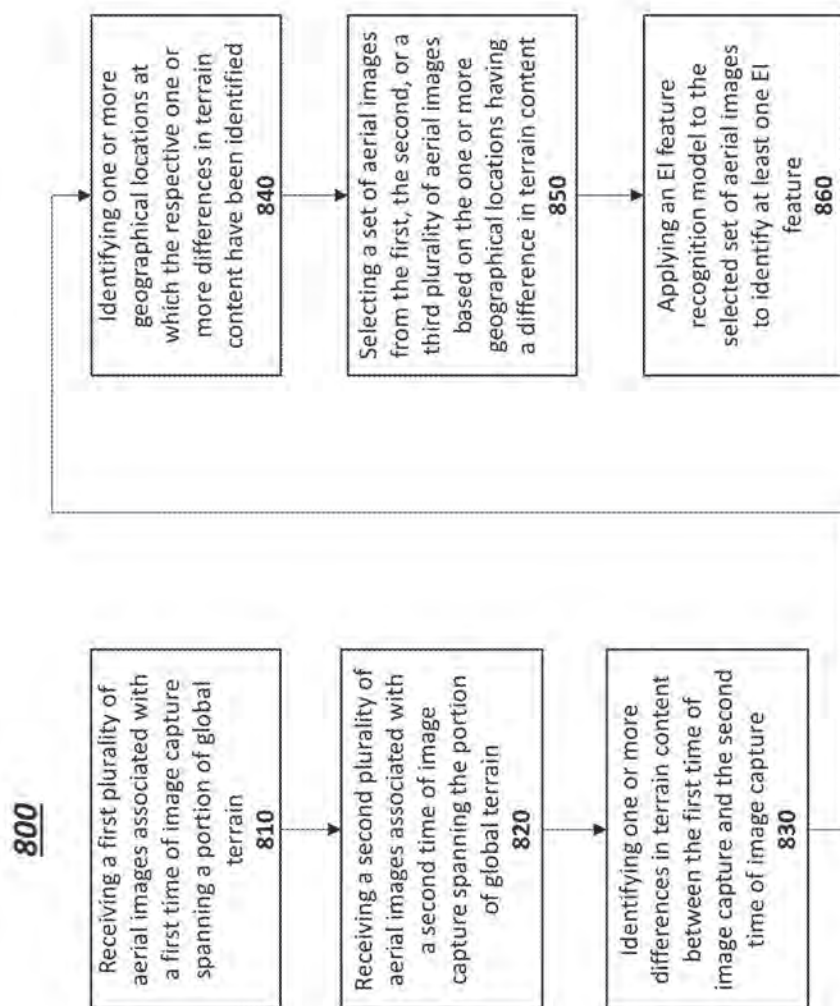 800
Receiving a first plurality of
aerial images associated with
a first time of image capture
spanning a portion of global
terrain
810
Receiving a second plurality of
aerial images associated with
a second time of image
capture spanning the portion
of global terrain
820
Identifying one or more
differences in terrain content
between the first time of
image capture and the second
time of image capture
830
Identifying one or more
geographical locations at
which the respective one or
more differences in terrain
content have been identified
840
Selecting a set of aerial images
from the first, the second, or a
third plurality of aerial images
based on the one or more
geographical locations having
a difference in terrain content
850
Applying an EI feature
recognition model to the
selected set of aerial images
to identify at least one EI
feature
860